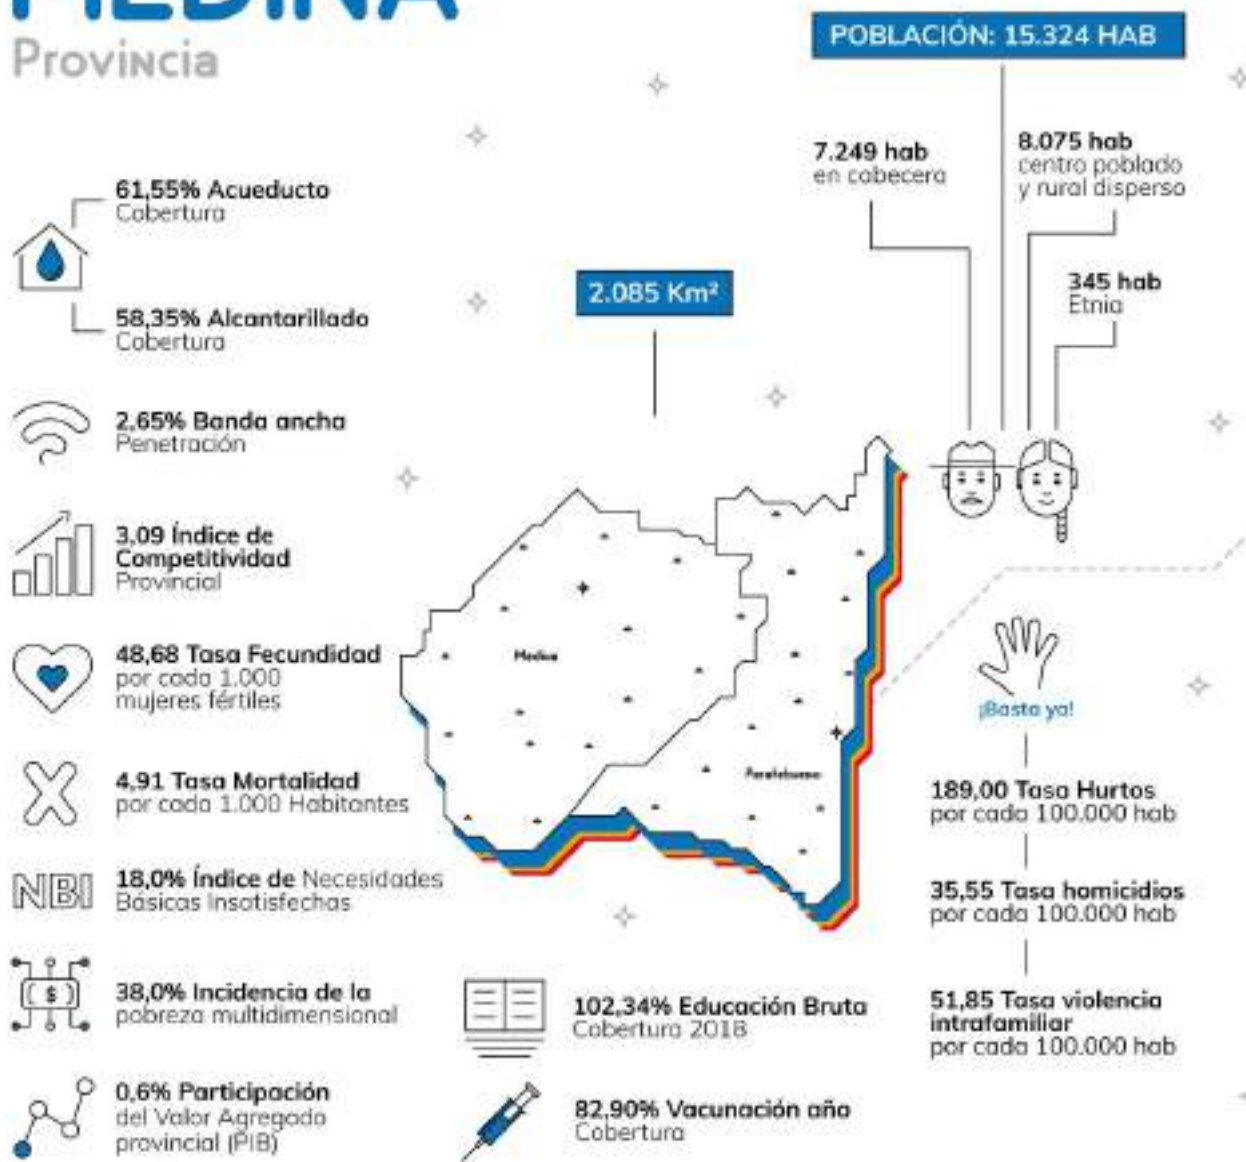 MEDINA
Provincia
POBLACIÓN: 15.324 HAB
7.249 hab
en cabecera
8.075 hab
centro poblado
y rural disperso
345 hab
Etnia
2.085 Km²
61,55% Acueducto
Cobertura
58,35% Alcantarillado
Cobertura
2,65% Banda ancha
Penetración
3,09 Índice de
Competitividad
Provincial
48,68 Tasa Fecundidad
por cada 1.000
mujeres fértiles
4,91 Tasa Mortalidad
por cada 1.000 Habitantes
NBI
18,0% Índice de Necesidades
Básicas Insatisfechas
38,0% Incidencia de la
pobreza multidimensional
$
0,6% Participación
del Valor Agregado
provincial (PIB)
Medina
Paratebueno
102,34% Educación Bruta
Cobertura 2018
82,90% Vacunación año
Cobertura
¡Basta ya!
189,00 Tasa Hurtos
por cada 100.000 hab
35,55 Tasa homicidios
por cada 100.000 hab
51,85 Tasa violencia
intrafamiliar
por cada 100.000 hab